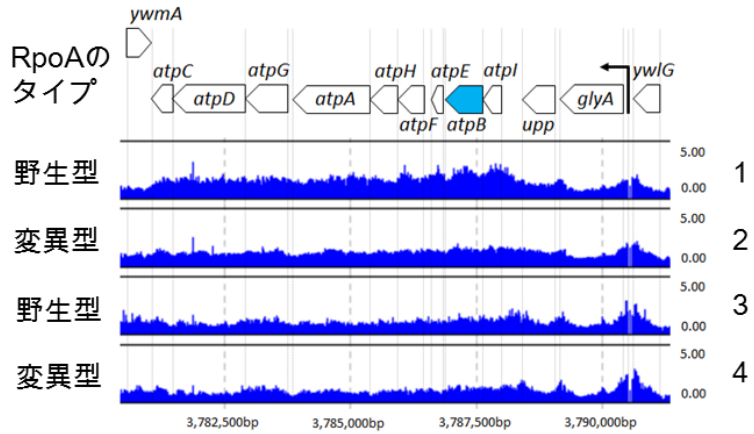 ywmA
RpoAの
タイプ
atpC
atpD
atpG
atpA
atpH
atpF
atpE
atpB
atpI
upp
glyA
ywlG
野生型
5.00
0.00
1
変異型
5.00
0.00
2
野生型
5.00
0.00
3
変異型
5.00
0.00
4
3,782,500bp
3,785,000bp
3,787,500bp
3,790,000bp